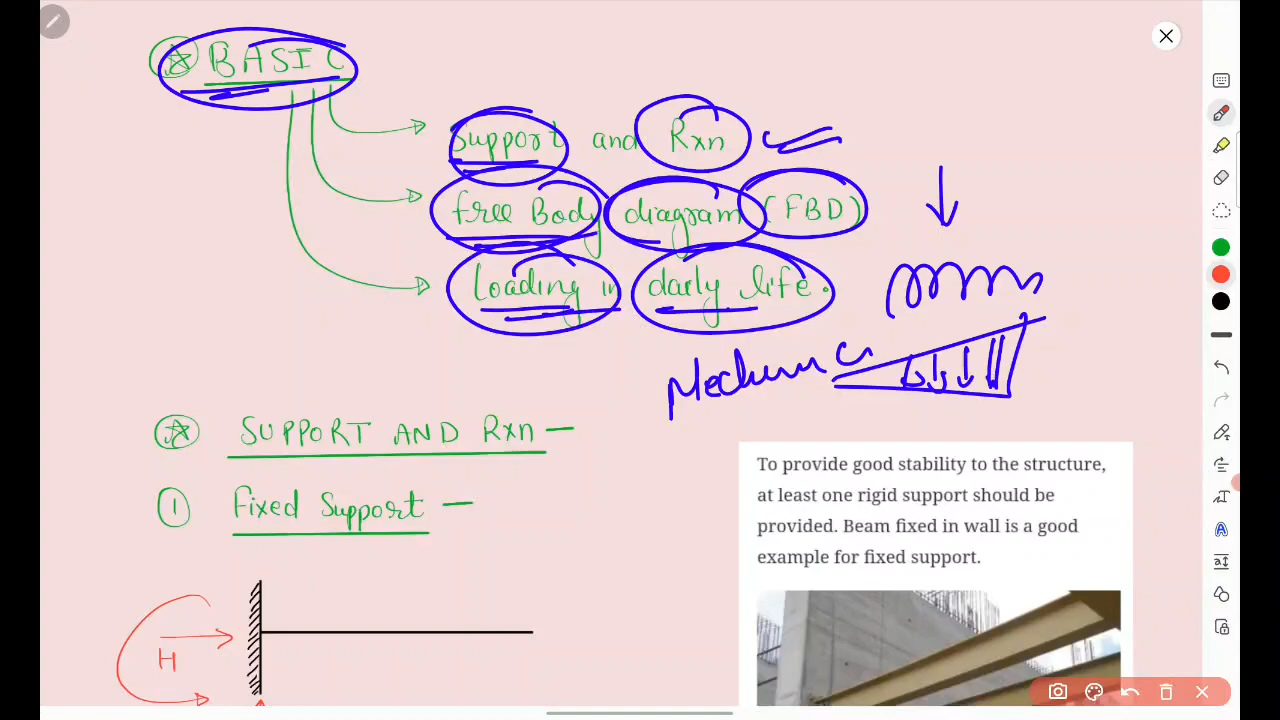 BASIC
Support and Rxn
free Body diagram (FBD)
Loading in daily life.
SUPPORT AND Rxn —
1 Fixed Support —
To provide good stability to the structure,
at least one rigid support should be
provided. Beam fixed in wall is a good
example for fixed support.
H